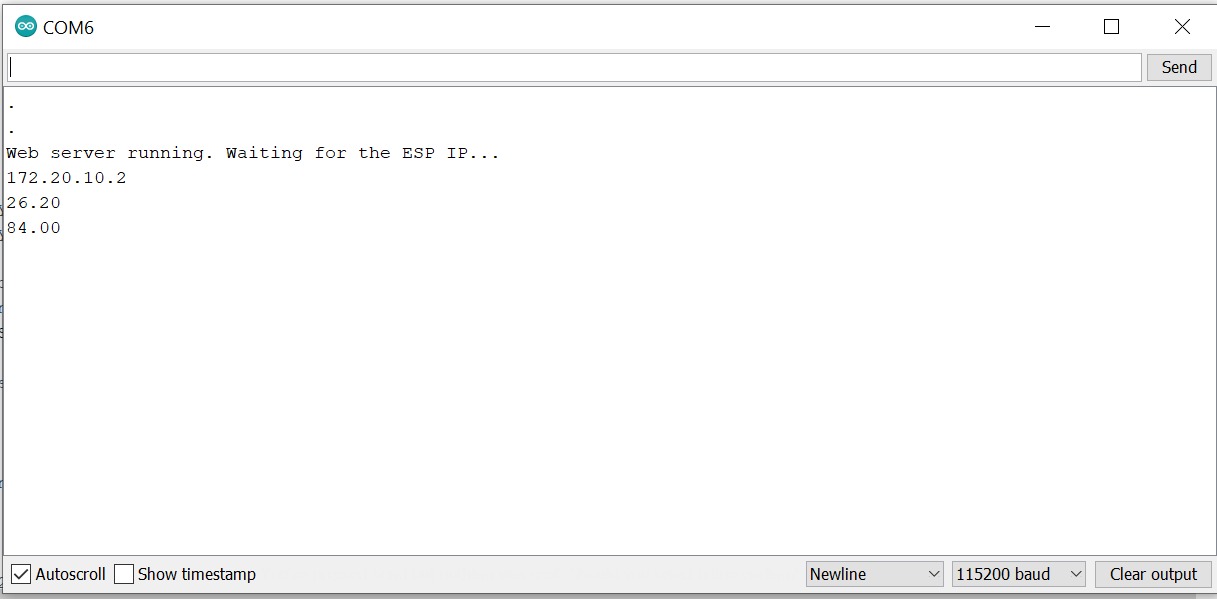 COM6
Send
.
.
Web server running. Waiting for the ESP IP...
172.20.10.2
26.20
84.00
Autoscroll Show timestamp Newline 115200 baud Clear output